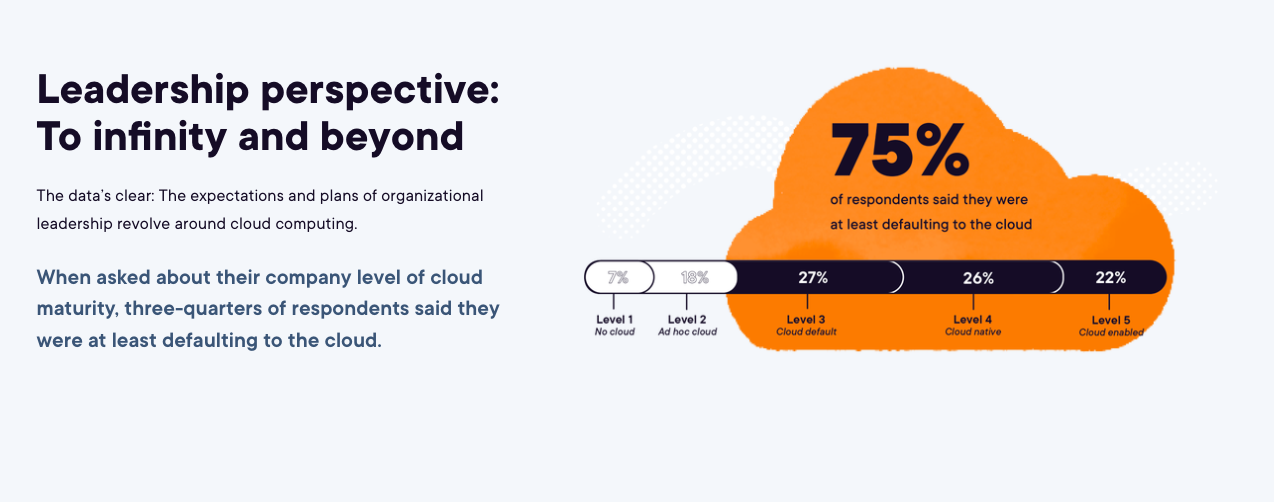 Leadership perspective:
To infinity and beyond
The data’s clear: The expectations and plans of organizational
leadership revolve around cloud computing.
When asked about their company level of cloud
maturity, three-quarters of respondents said they
were at least defaulting to the cloud.
75%
of respondents said they were
at least defaulting to the cloud
7% 18% 27% 26% 22%
Level 1 Level 2 Level 3 Level 4 Level 5
No cloud Ad hoc cloud Cloud default Cloud native Cloud enabled